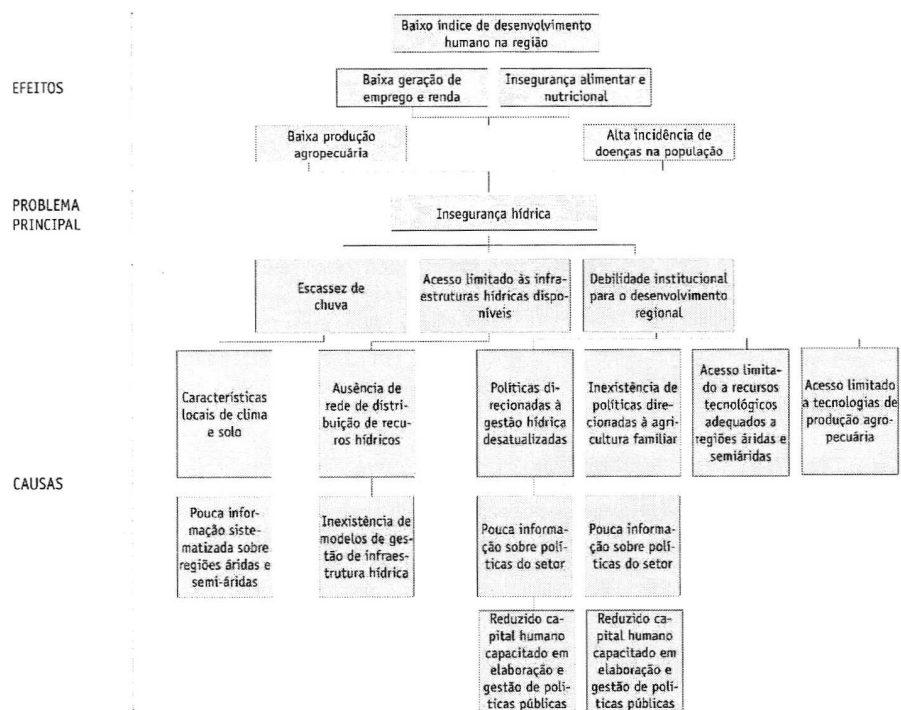 Baixo índice de desenvolvimento
humano na região
EFEITOS
Baixa geração de
emprego e renda
Insegurança alimentar e
nutricional
Baixa produção
agropecuária
Alta incidência de
doenças na população
PROBLEMA
PRINCIPAL
Insegurança hídrica
Escassez de
chuva
Acesso limitado às infra-
estruturas hídricas dispo-
níveis
Debilidade institucional
para o desenvolvimento
regional
Características
locais de clima
e solo
Ausência de
rede de distri-
buição de recu
ros hídricos
Políticas di-
recionadas à
gestão hídrica
desatualizadas
Inexistência de
políticas direc-
cionadas à agri
cultura familiar
Acesso limita-
do a recursos
tecnológicos
adequados a
regiões áridas e
semiáridas
Acesso limitado
a tecnologias de
produção agro-
pecuária
CAUSAS
Pouca infor-
mação siste-
matizada sobre
regiões áridas e
semi-áridas
Inexistência de
modelos de ges-
tão de infraes-
trutura hídrica
Pouca informa-
ção sobre polí-
ticas do setor
Pouca informa-
ção sobre polí-
ticas do setor
Reduzido ca-
pital humano
capacitado em
elaboração e
gestão de polí-
ticas públicas
Reduzido ca-
pital humano
capacitado em
elaboração e
gestão de polí-
ticas públicas